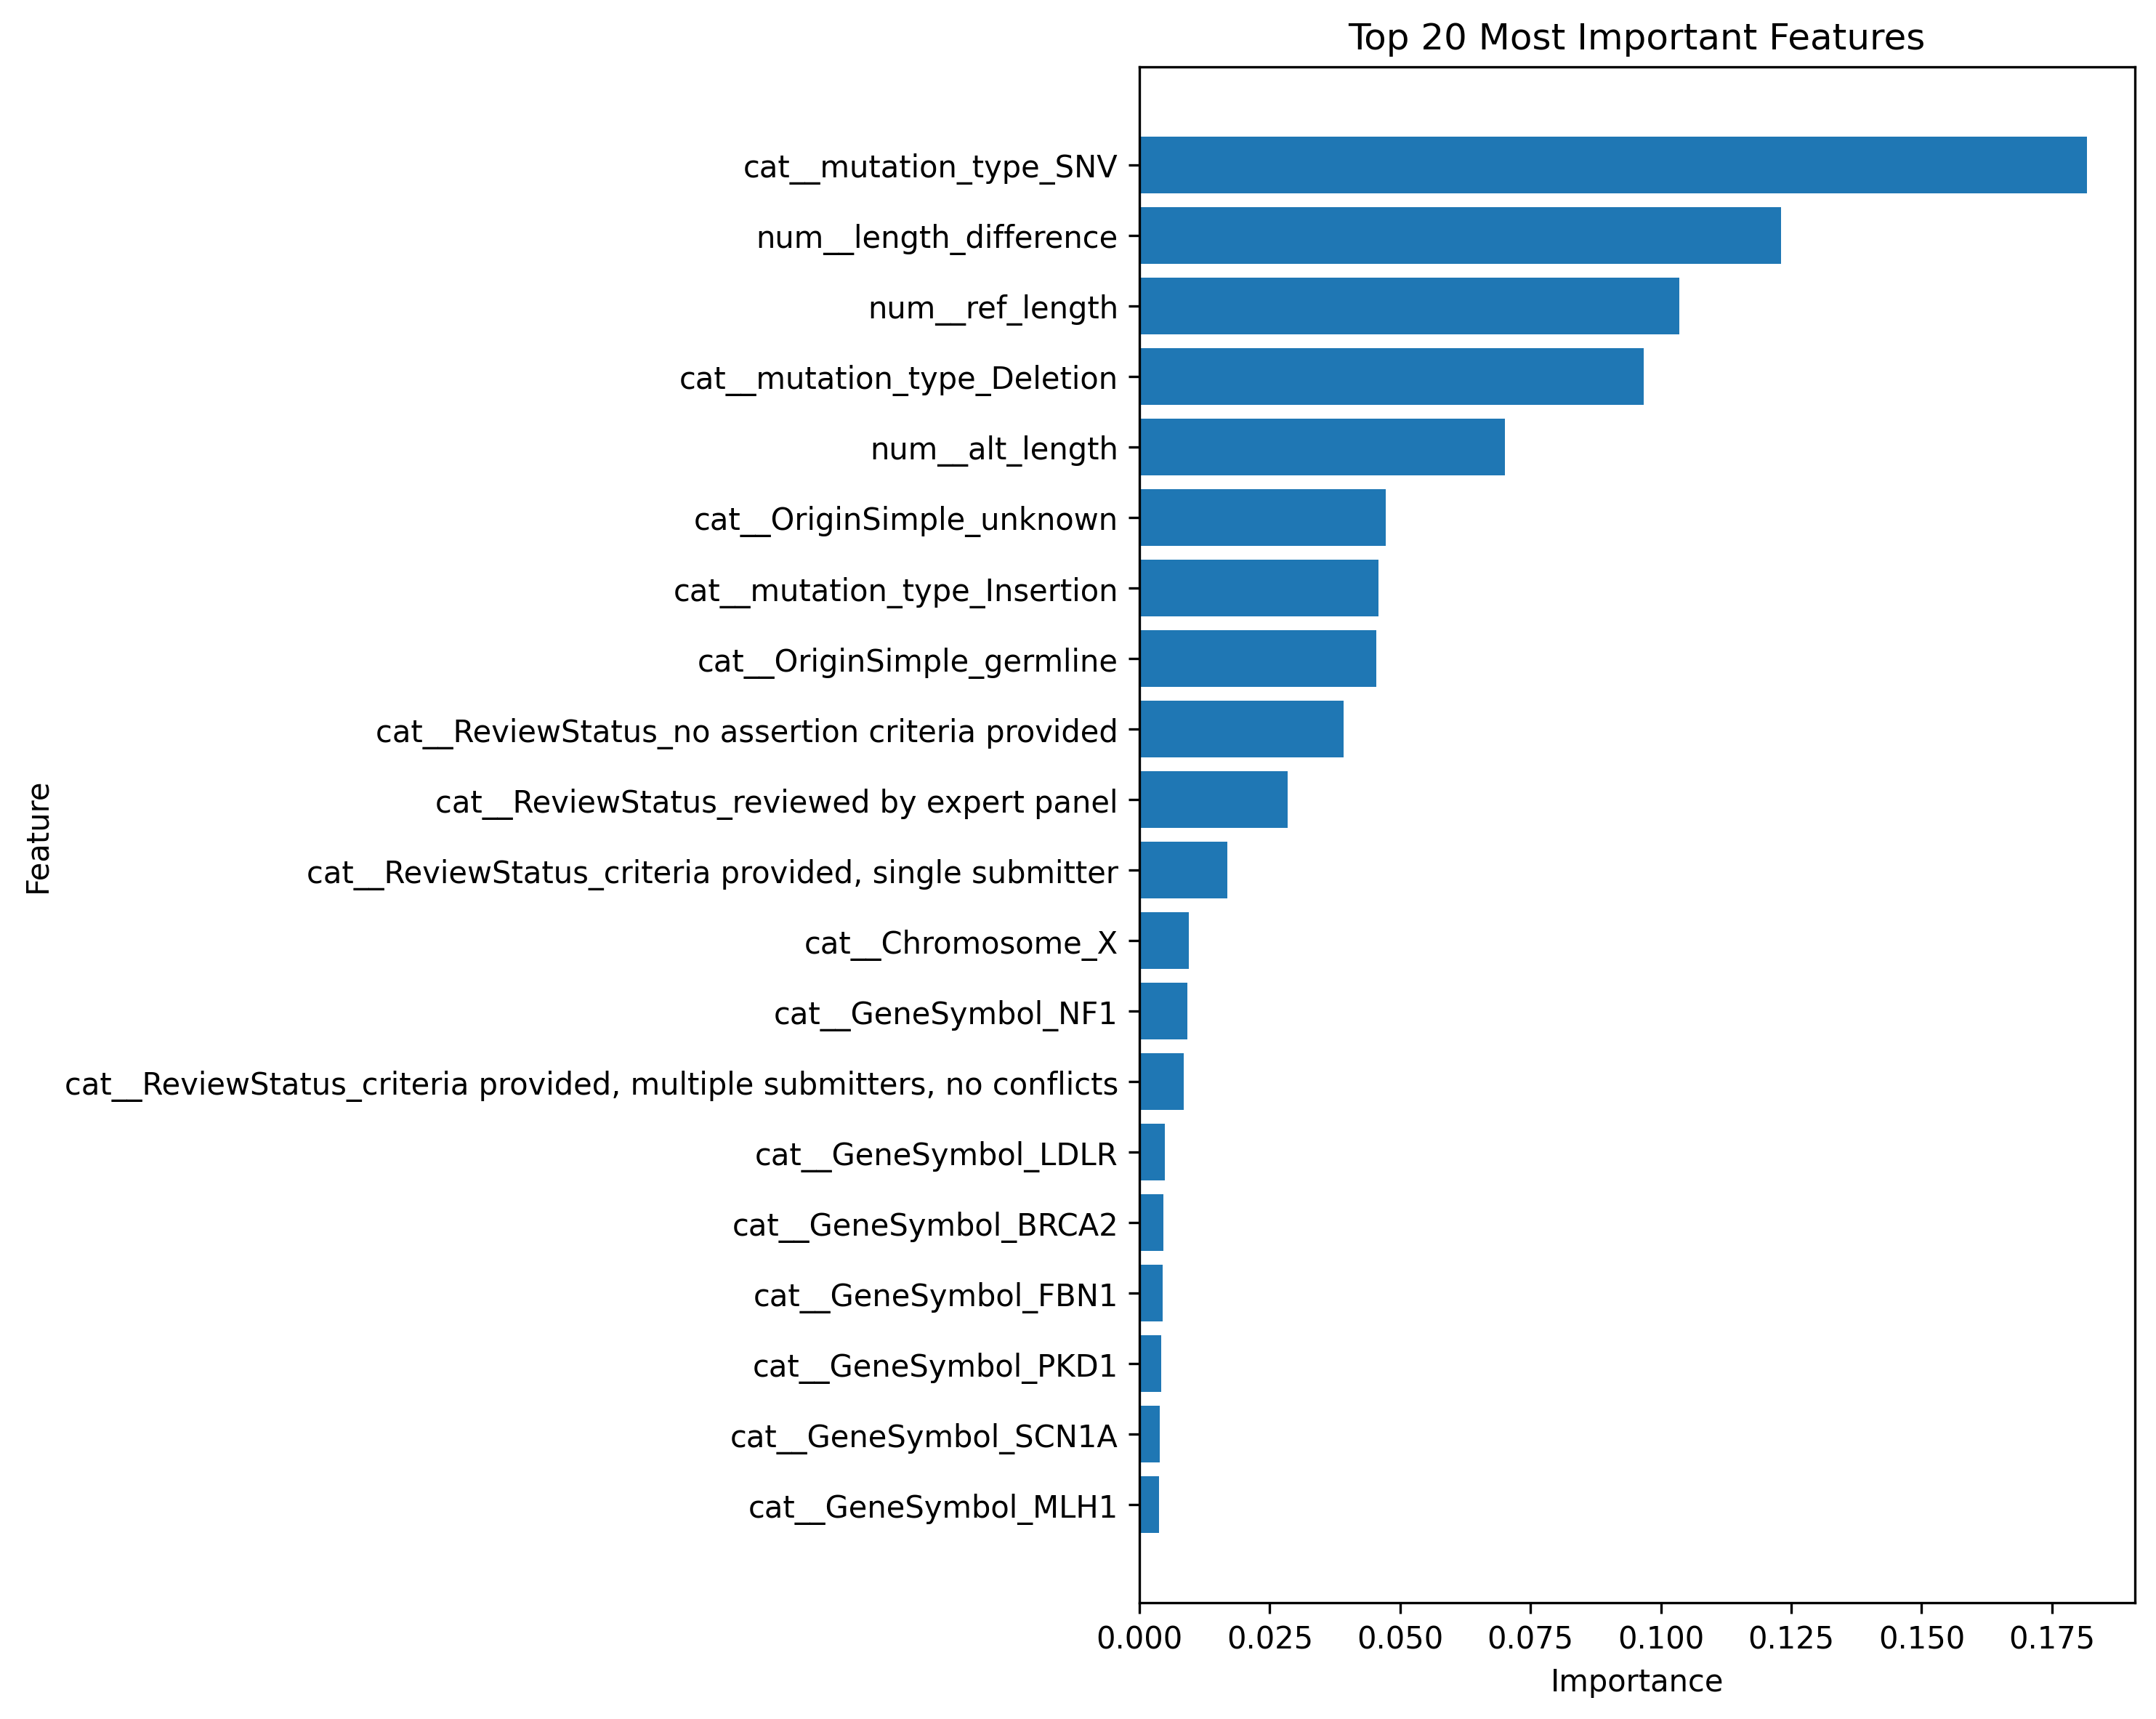 Top 20 Most Important Features
cat__mutation_type_SNV
num__length_difference
num__ref_length
cat__mutation_type_Deletion
num__alt_length
cat__OriginSimple_unknown
cat__mutation_type_Insertion
cat__OriginSimple_germline
cat__ReviewStatus_no assertion criteria provided
cat__ReviewStatus_reviewed by expert panel
cat__ReviewStatus_criteria provided, single submitter
cat__Chromosome_X
cat__GeneSymbol_NF1
cat__ReviewStatus_criteria provided, multiple submitters, no conflicts
cat__GeneSymbol_LDLR
cat__GeneSymbol_BRCA2
cat__GeneSymbol_FBN1
cat__GeneSymbol_PKD1
cat__GeneSymbol_SCN1A
cat__GeneSymbol_MLH1
Feature
0.000 0.025 0.050 0.075 0.100 0.125 0.150 0.175
Importance